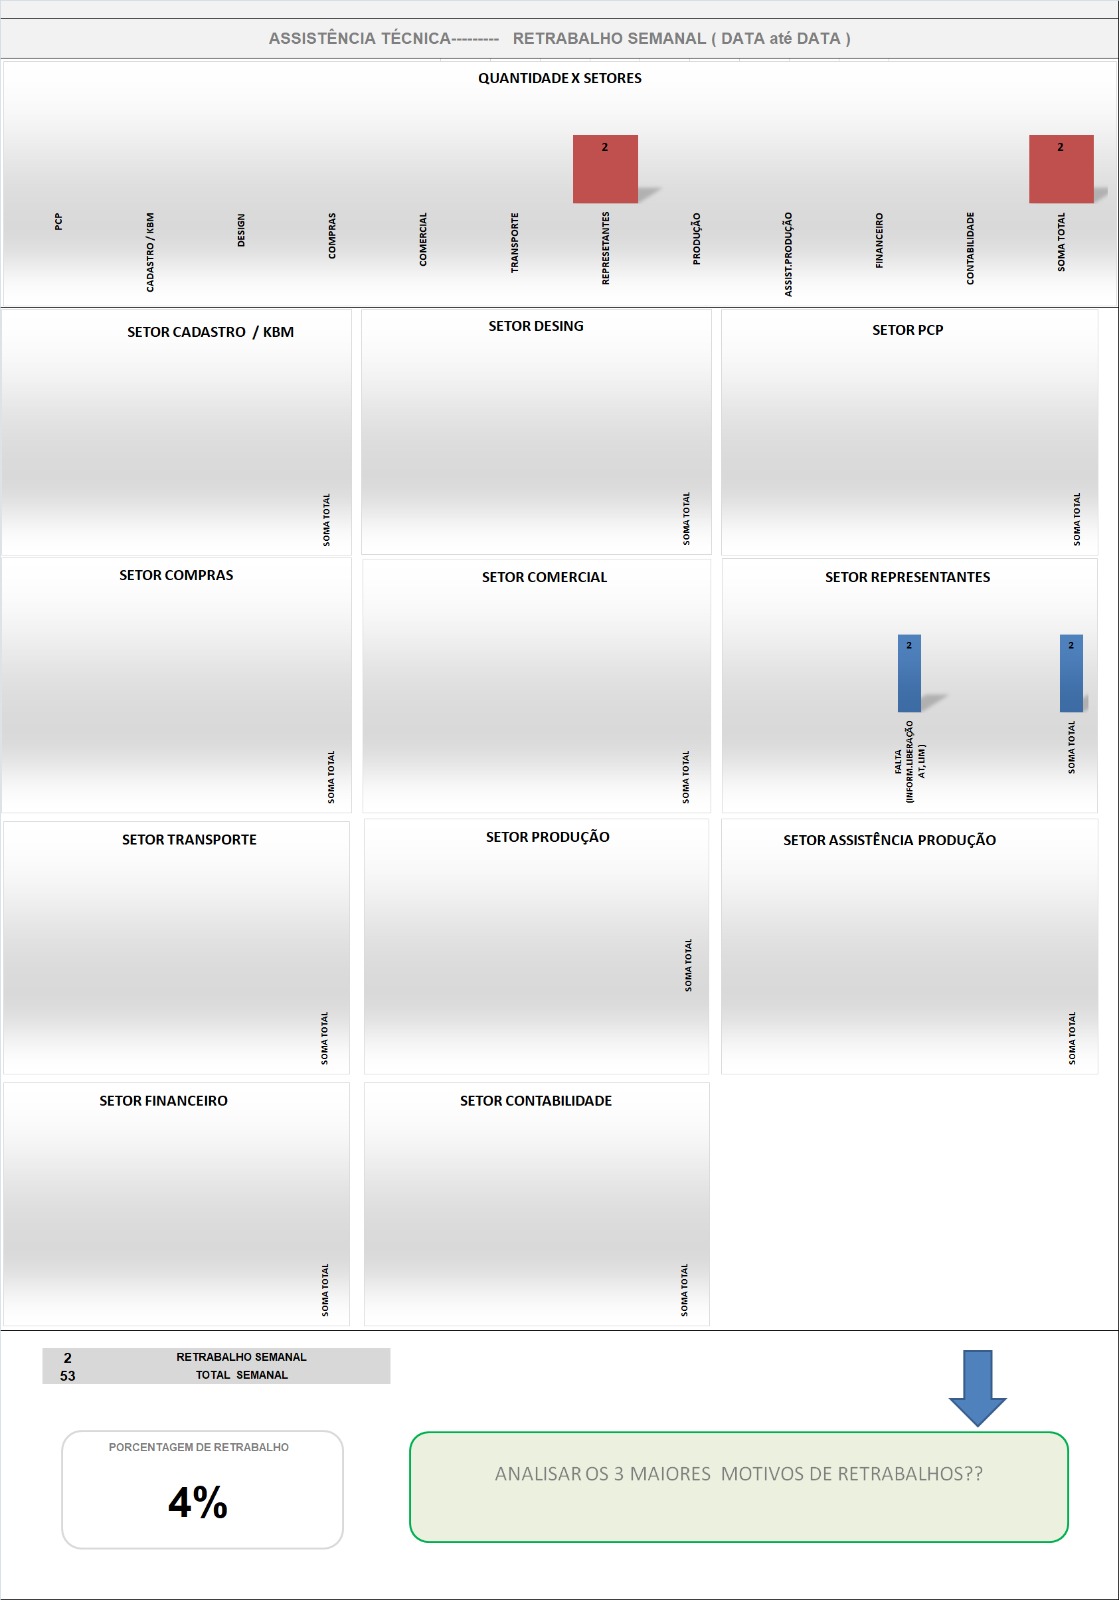 ASSISTÊNCIA TÉCNICA--------- RETRABALHO SEMANAL ( DATA até DATA )
QUANTIDADE X SETORES
2
2
PCP
CADASTRO / KBM
DESIGN
COMPRAS
COMERCIAL
TRANSPORTE
REPRESETANTES
PRODUÇÃO
ASSIST.PRODUÇÃO
FINANCEIRO
CONTABILIDADE
SOMA TOTAL
SETOR CADASTRO / KBM
SOMA TOTAL
SETOR DESING
SOMA TOTAL
SETOR PCP
SOMA TOTAL
SETOR COMPRAS
SOMA TOTAL
SETOR COMERCIAL
SOMA TOTAL
SETOR REPRESENTANTES
2
2
FALTA
(INFORM.LIBERAÇÃO
AT, LIM )
SOMA TOTAL
SETOR TRANSPORTE
SOMA TOTAL
SETOR PRODUÇÃO
SOMA TOTAL
SETOR ASSISTÊNCIA PRODUÇÃO
SOMA TOTAL
SETOR FINANCEIRO
SOMA TOTAL
SETOR CONTABILIDADE
SOMA TOTAL
2 RETRABALHO SEMANAL
53 TOTAL SEMANAL
PORCENTAGEM DE RETRABALHO
4%
ANALISAR OS 3 MAIORES MOTIVOS DE RETRABALHOS??